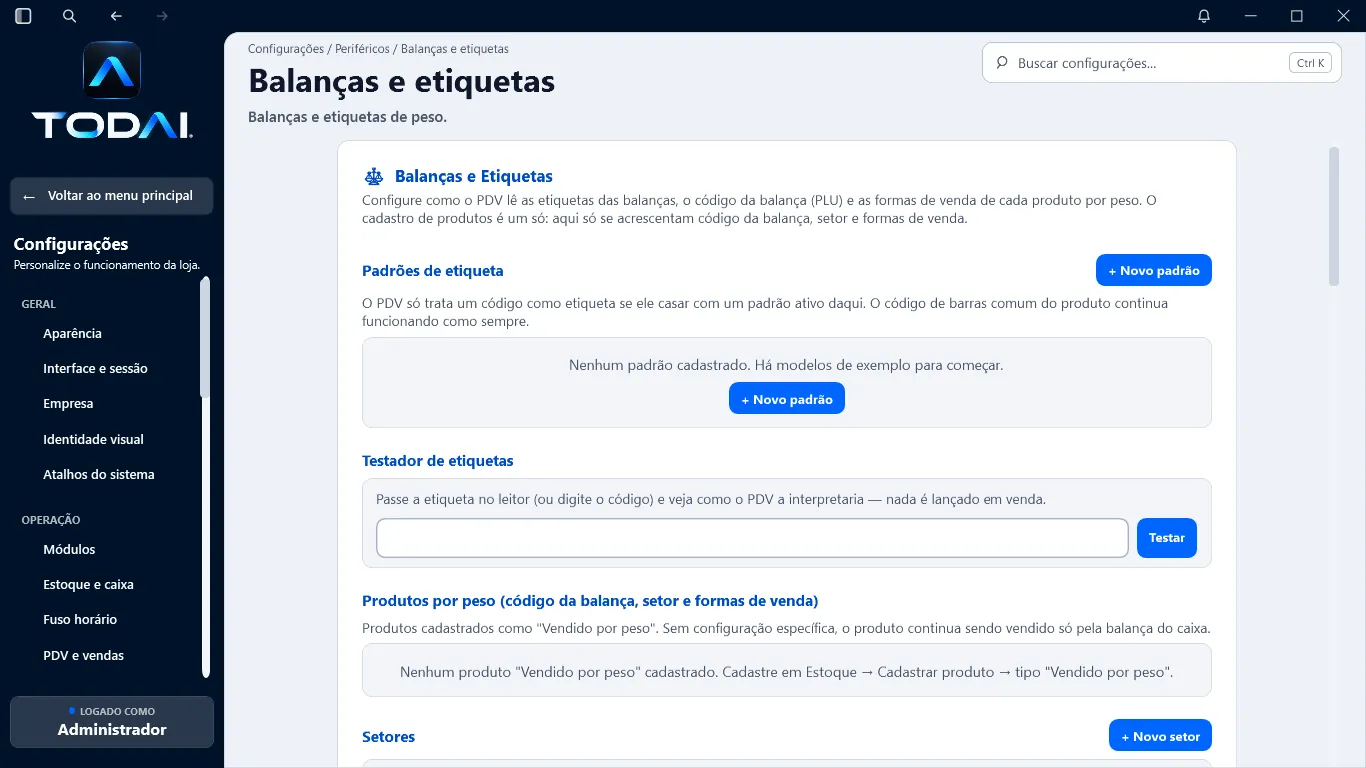 Configurações / Periféricos / Balanças e etiquetas
Balanças e etiquetas
Balanças e etiquetas de peso.
Buscar configurações...
Ctrl K
TODAI.
← Voltar ao menu principal
Configurações
Personalize o funcionamento da loja.
GERAL
Aparência
Interface e sessão
Empresa
Identidade visual
Atalhos do sistema
OPERAÇÃO
Módulos
Estoque e caixa
Fuso horário
PDV e vendas
LOGADO COMO
Administrador
Balanças e Etiquetas
Configure como o PDV lê as etiquetas das balanças, o código da balança (PLU) e as formas de venda de cada produto por peso. O
cadastro de produtos é um só: aqui só se acrescentam código da balança, setor e formas de venda.
Padrões de etiqueta
+ Novo padrão
O PDV só trata um código como etiqueta se ele casar com um padrão ativo daqui. O código de barras comum do produto continua
funcionando como sempre.
Nenhum padrão cadastrado. Há modelos de exemplo para começar.
+ Novo padrão
Testador de etiquetas
Passe a etiqueta no leitor (ou digite o código) e veja como o PDV a interpretaria — nada é lançado em venda.
Testar
Produtos por peso (código da balança, setor e formas de venda)
Produtos cadastrados como "Vendido por peso". Sem configuração específica, o produto continua sendo vendido só pela balança do caixa.
Nenhum produto "Vendido por peso" cadastrado. Cadastre em Estoque → Cadastrar produto → tipo "Vendido por peso".
Setores
+ Novo setor